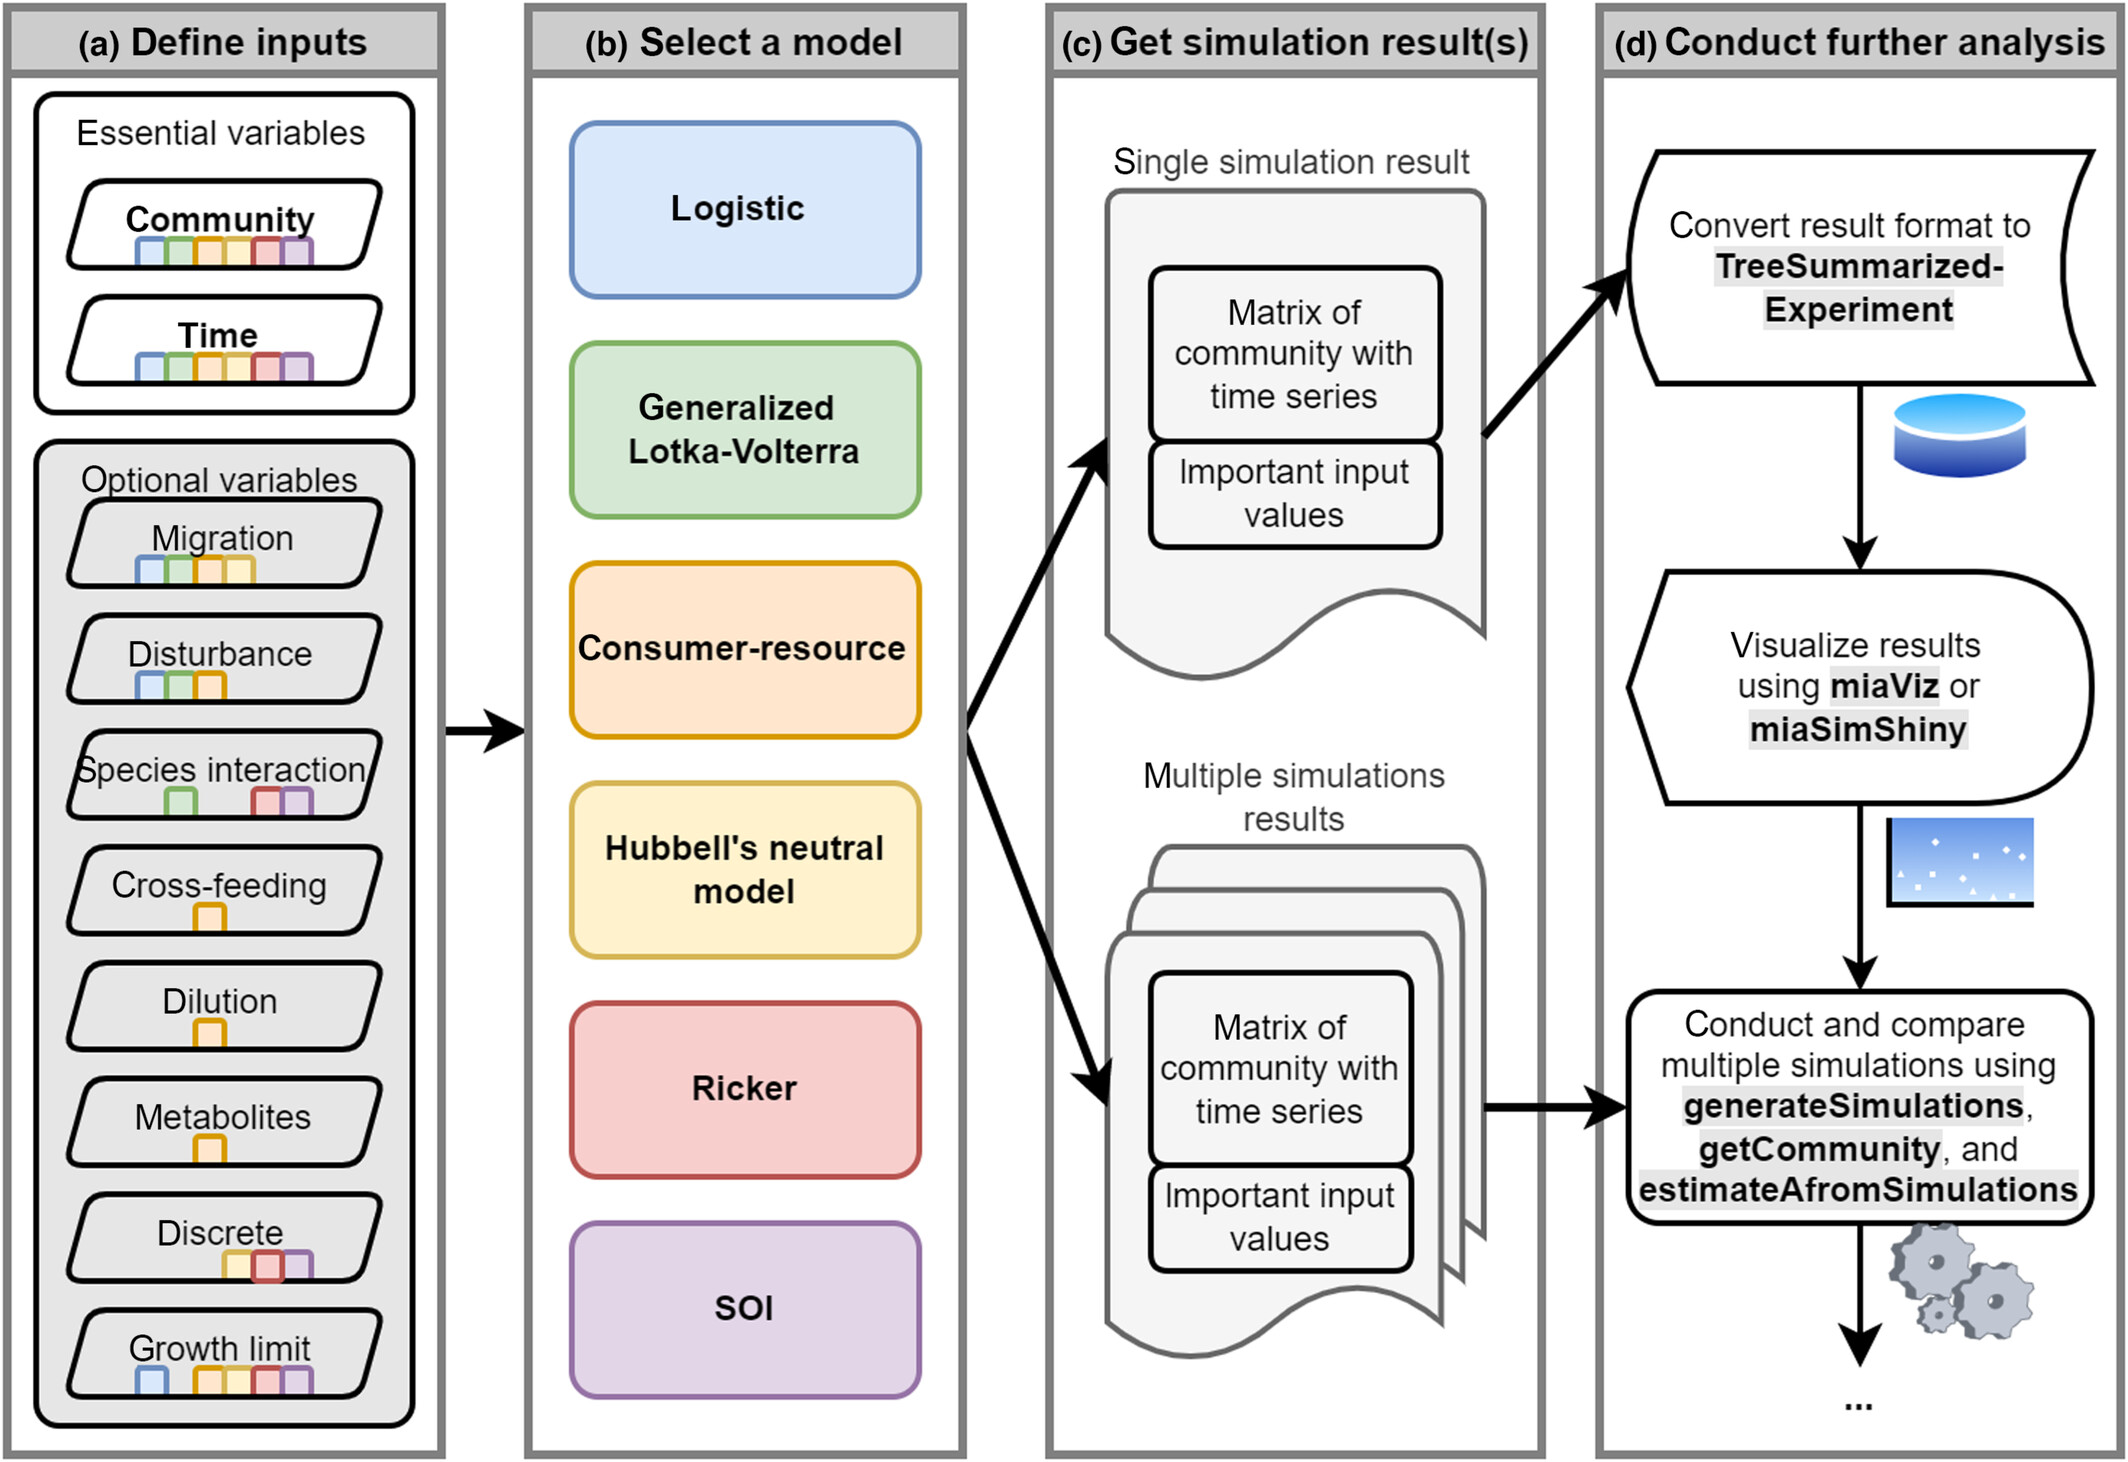 (a) Define inputs
Essential variables
Community
Time
Optional variables
Migration
Disturbance
Species interaction
Cross-feeding
Dilution
Metabolites
Discrete
Growth limit
(b) Select a model
Logistic
Generalized
Lotka-Volterra
Consumer-resource
Hubbell's neutral
model
Ricker
SOI
(c) Get simulation result(s)
Single simulation result
Matrix of
community with
time series
Important input
values
Multiple simulations
results
Matrix of
community with
time series
Important input
values
(d) Conduct further analysis
Convert result format to
TreeSummarized-
Experiment
Visualize results
using miaViz or
miaSimShiny
Conduct and compare
multiple simulations using
generateSimulations,
getCommunity, and
estimateAfromSimulations
...